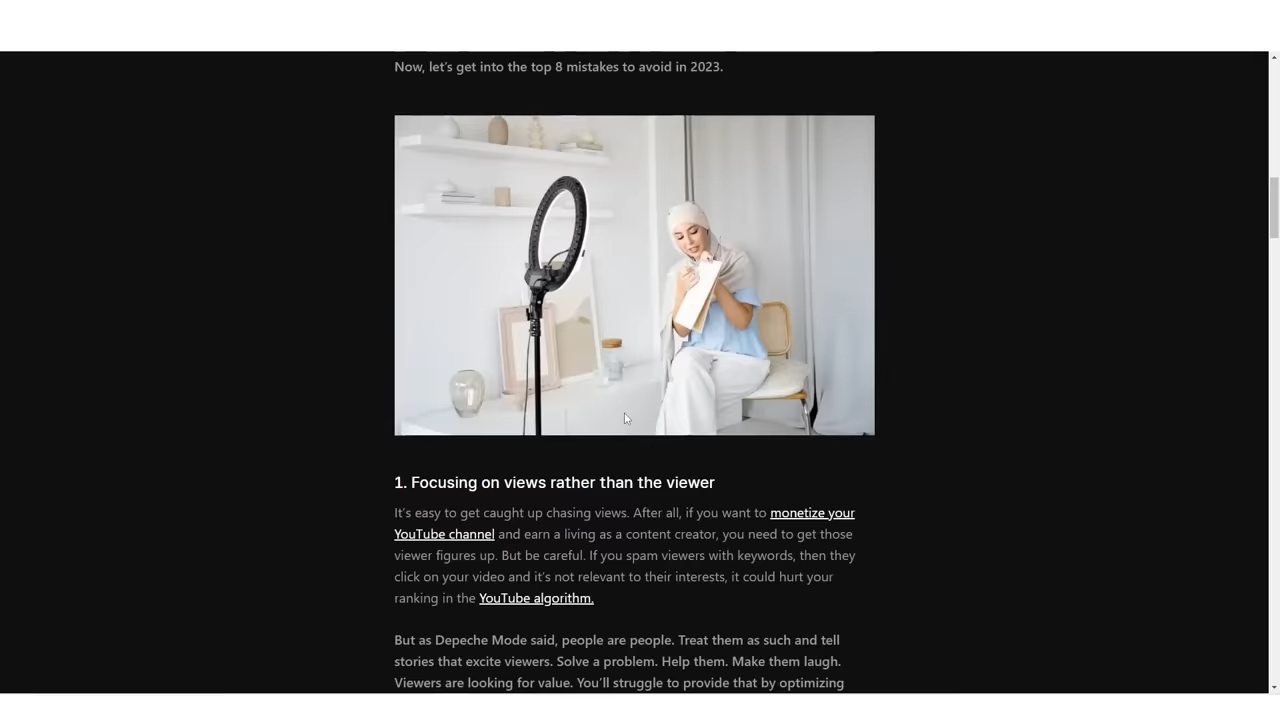 Now, let's get into the top 8 mistakes to avoid in 2023.
1. Focusing on views rather than the viewer
It's easy to get caught up chasing views. After all, if you want to monetize your
YouTube channel and earn a living as a content creator, you need to get those
viewer figures up. But be careful. If you spam viewers with keywords, then they
click on your video and it's not relevant to their interests, it could hurt your
ranking in the YouTube algorithm.
But as Depeche Mode said, people are people. Treat them as such and tell
stories that excite viewers. Solve a problem. Help them. Make them laugh.
Viewers are looking for value. You'll struggle to provide that by optimizing